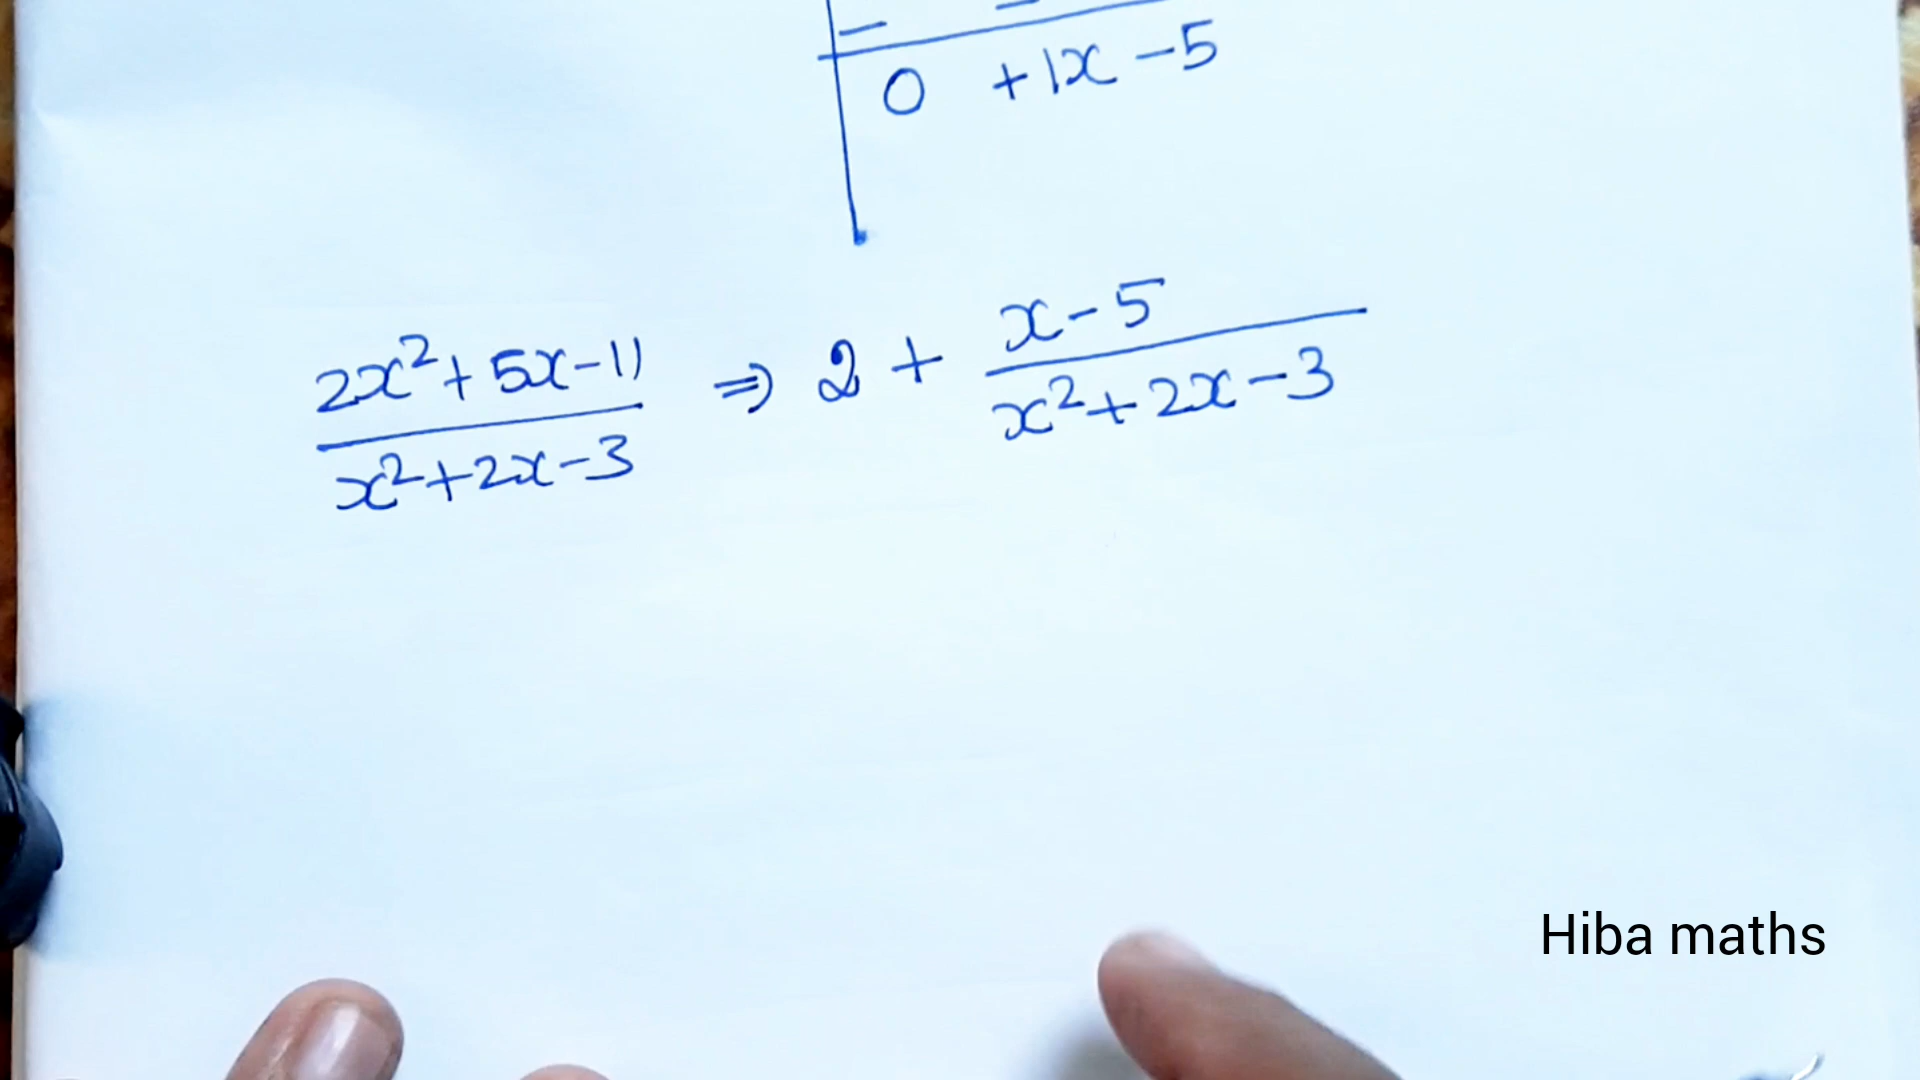 0 +1x -5
2x²+5x-11 ⇒ 2 + x-5
x²+2x-3 x²+2x-3
Hiba maths